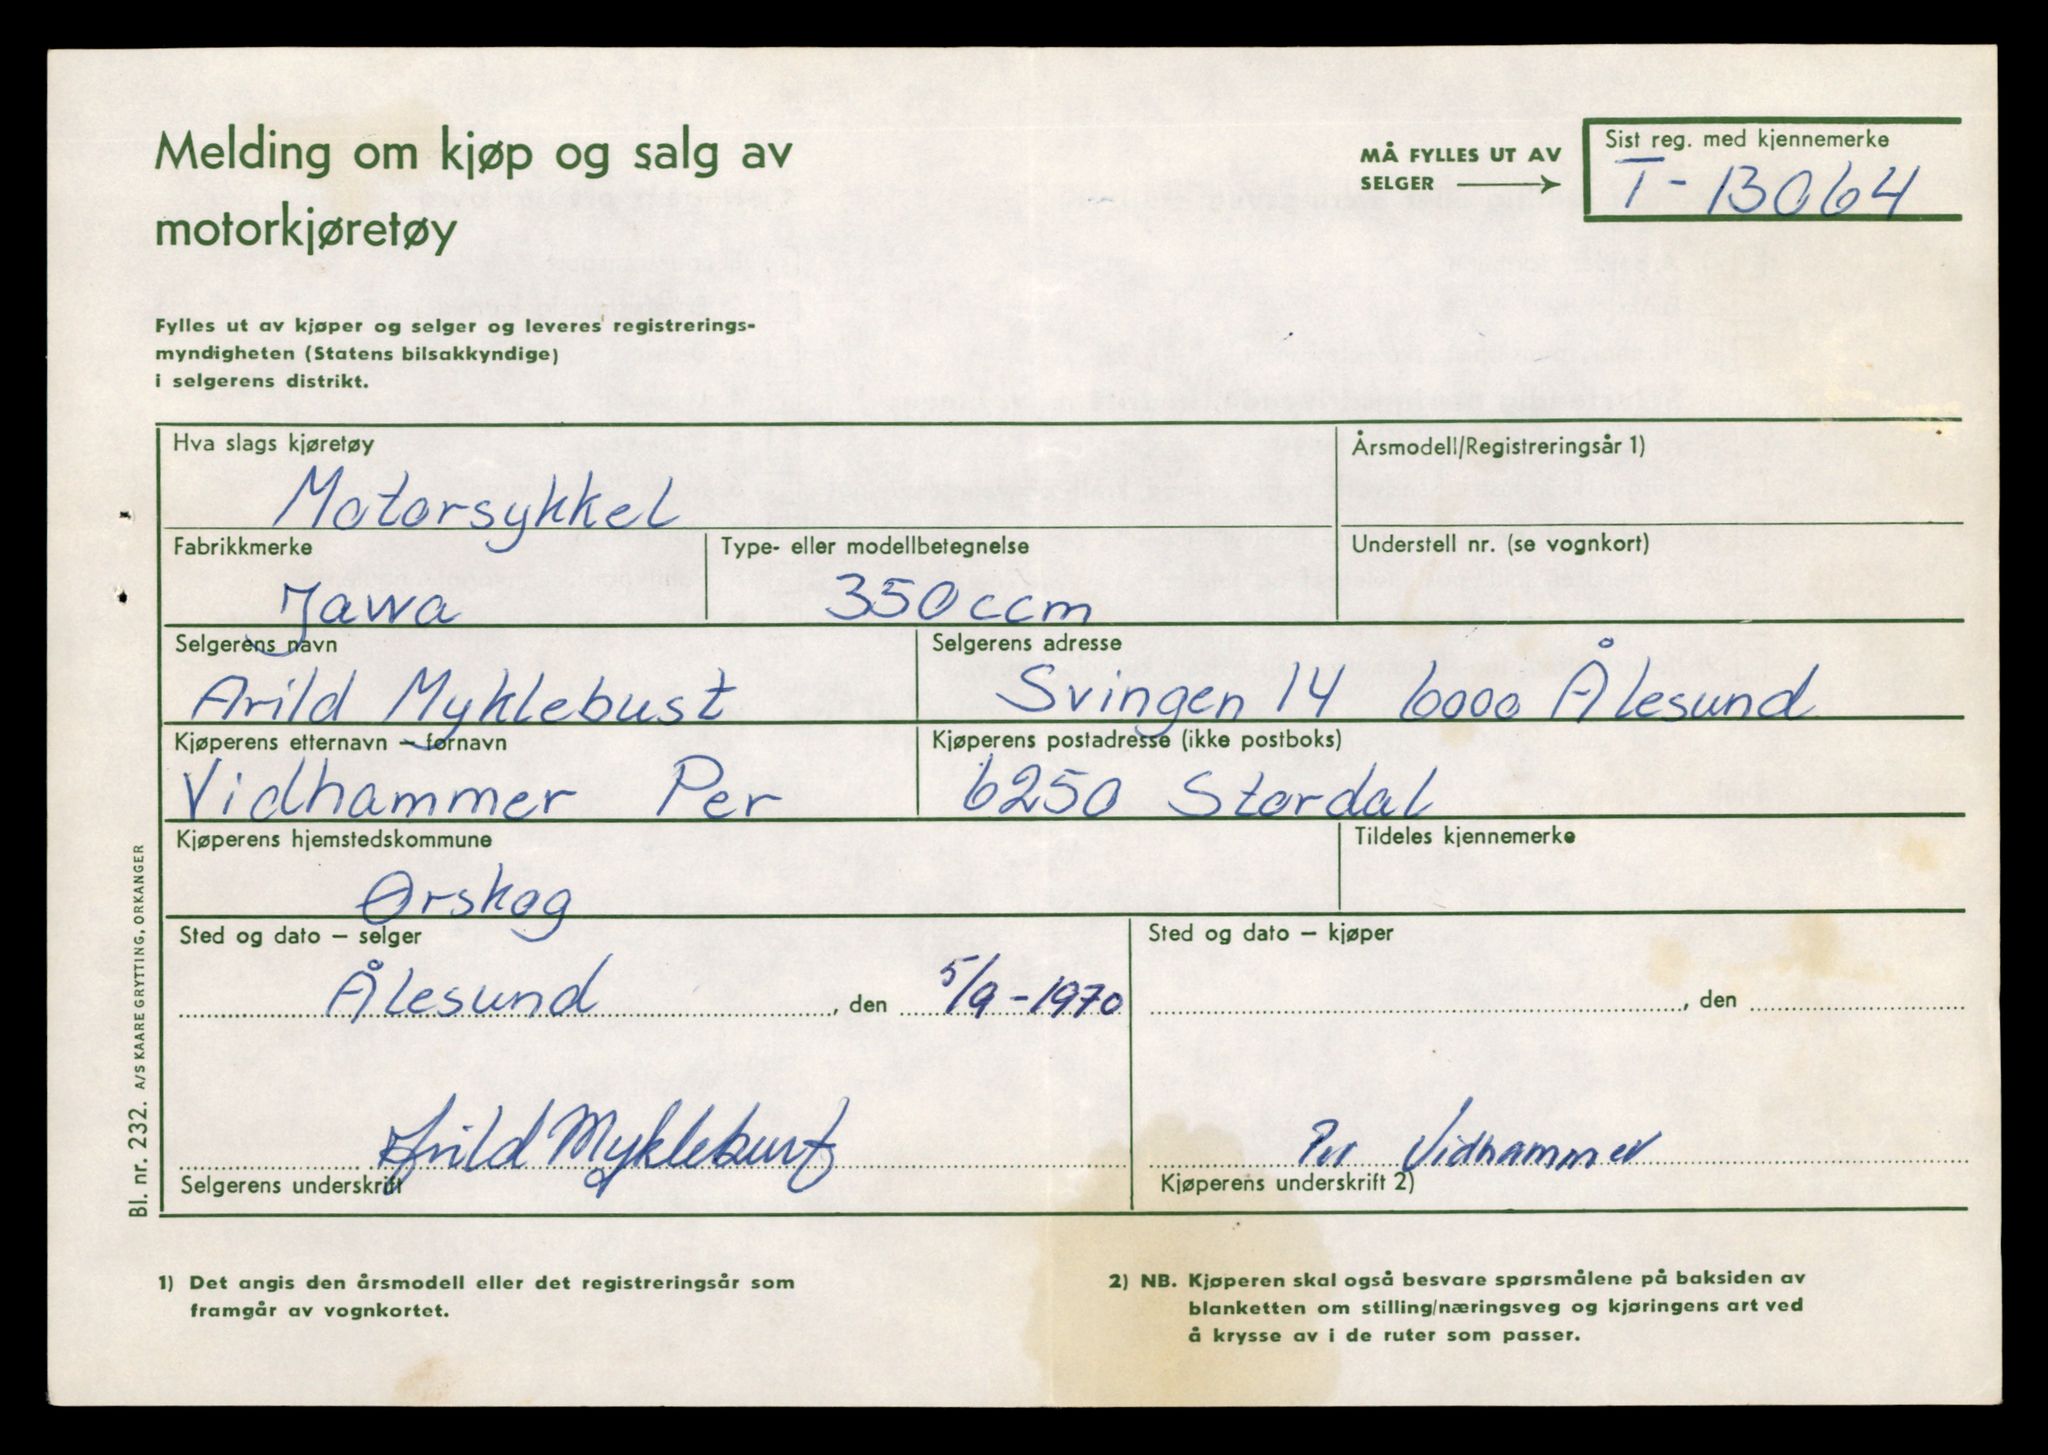 Melding om kjøp og salg av
motorkjøretøy
MÅ FYLLES UT AV
SELGER
Sist reg. med kjennemerke
T-13064
Fylles ut av kjøper og selger og leveres registrerings-
myndigheten (Statens bilsakkyndige)
i selgerens distrikt.
Hva slags kjøretøy
Motorsykkel
Årsmodell/Registreringsår 1)
Fabrikkmerke
Jawa
Type- eller modellbetegnelse
350ccm
Understell nr. (se vognkort)
Selgerens navn
Arild Myklebust
Selgerens adresse
Svingen 14 6000 Ålesund
Kjøperens etternavn – fornavn
Vidhammer Per
Kjøperens postadresse (ikke postboks)
6250 Stordal
Kjøperens hjemstedskommune
Ørskog
Tildeles kjennemerke
Sted og dato – selger
Ålesund, den 5/9-1970
Sted og dato – kjøper
, den
Arild Myklebust
Selgerens underskrift
Per Vidhammer
Kjøperens underskrift 2)
Bl. nr. 232. A/S KAARE GRYTTING, ORKANGER
1) Det angis den årsmodell eller det registreringsår som
framgår av vognkortet.
2) NB. Kjøperen skal også besvare spørsmålene på baksiden av
blanketten om stilling/næringsveg og kjøringens art ved
å krysse av i de ruter som passer.